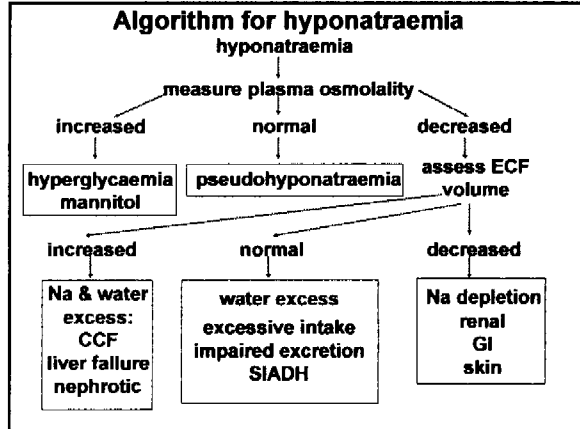 Algorithm for hyponatraemia
hyponatraemia
measure plasma osmolality
increased normal decreased
hyperglycaemia
mannitol
pseudohyponatraemia
assess ECF
volume
increased normal decreased
Na & water
excess:
CCF
liver failure
nephrotic
water excess
excessive intake
impaired excretion
SIADH
Na depletion
renal
GI
skin